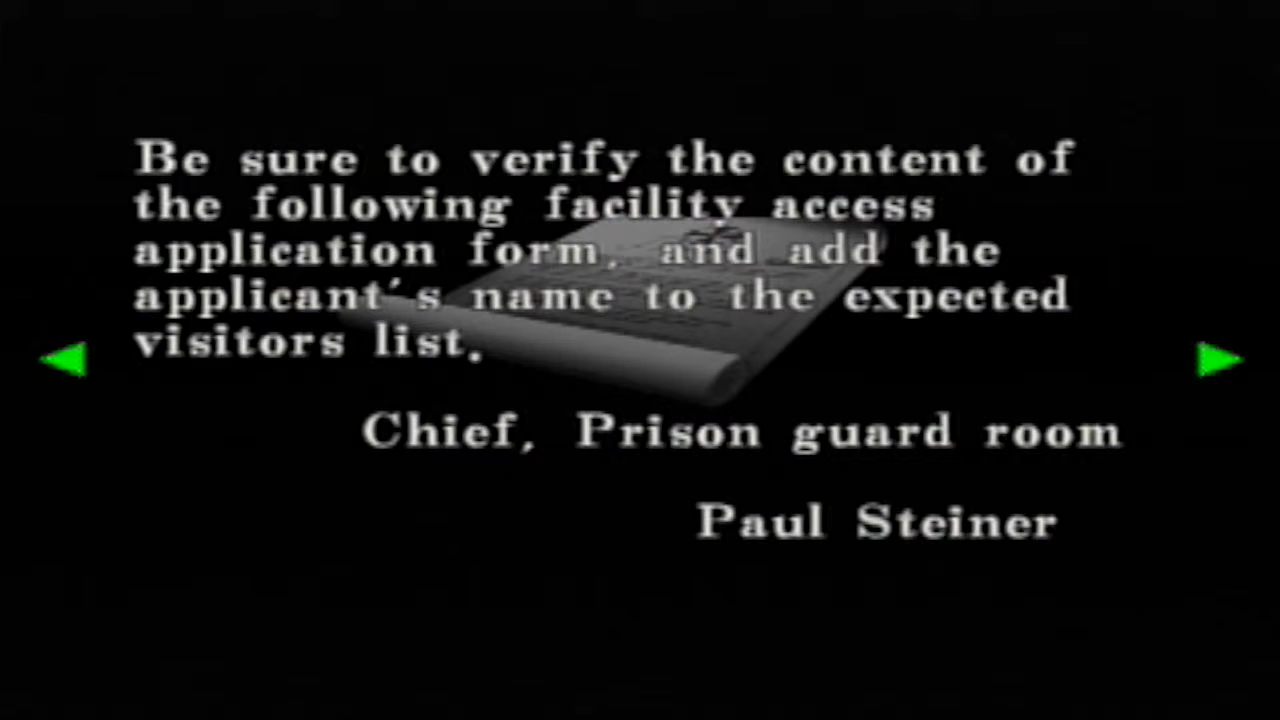 Be sure to verify the content of
the following facility access
application form, and add the
applicant's name to the expected
visitors list.
Chief, Prison guard room
Paul Steiner